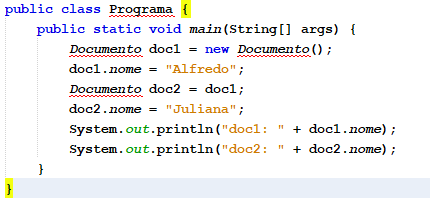 public class Programa {
    public static void main(String[] args) {
        Documento doc1 = new Documento();
        doc1.nome = "Alfredo";
        Documento doc2 = doc1;
        doc2.nome = "Juliana";
        System.out.println("doc1: " + doc1.nome);
        System.out.println("doc2: " + doc2.nome);
    }
}